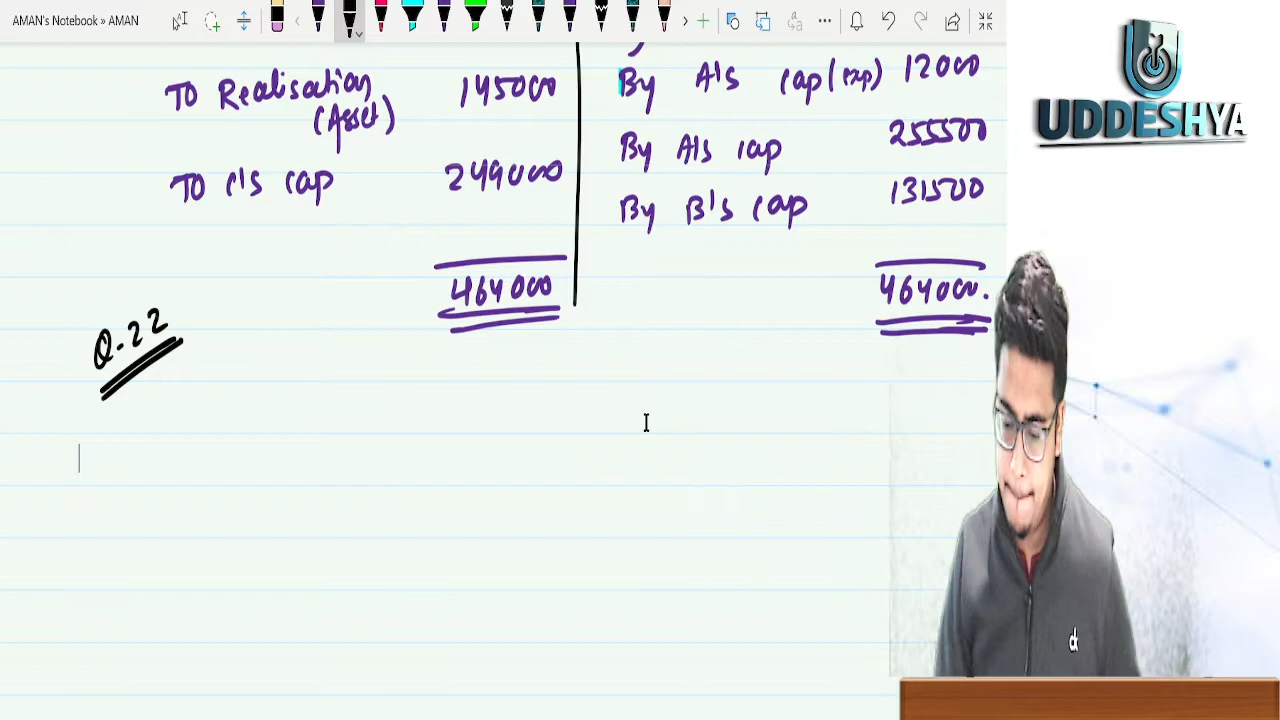 AMAN's Notebook » AMAN
To Realisation 145000
(Asset)
To C's cap 249000
464000
By A's cap (exp) 12000
By A's cap 255500
By B's cap 131500
464000.
Q.22
UDDESHYA